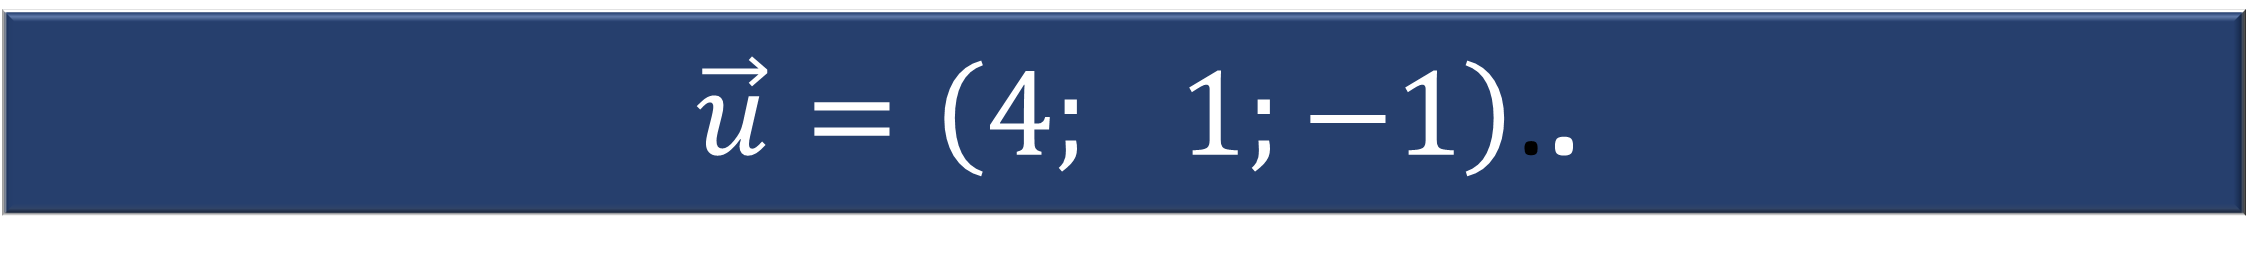 u⃗ = (4; 1; −1)..